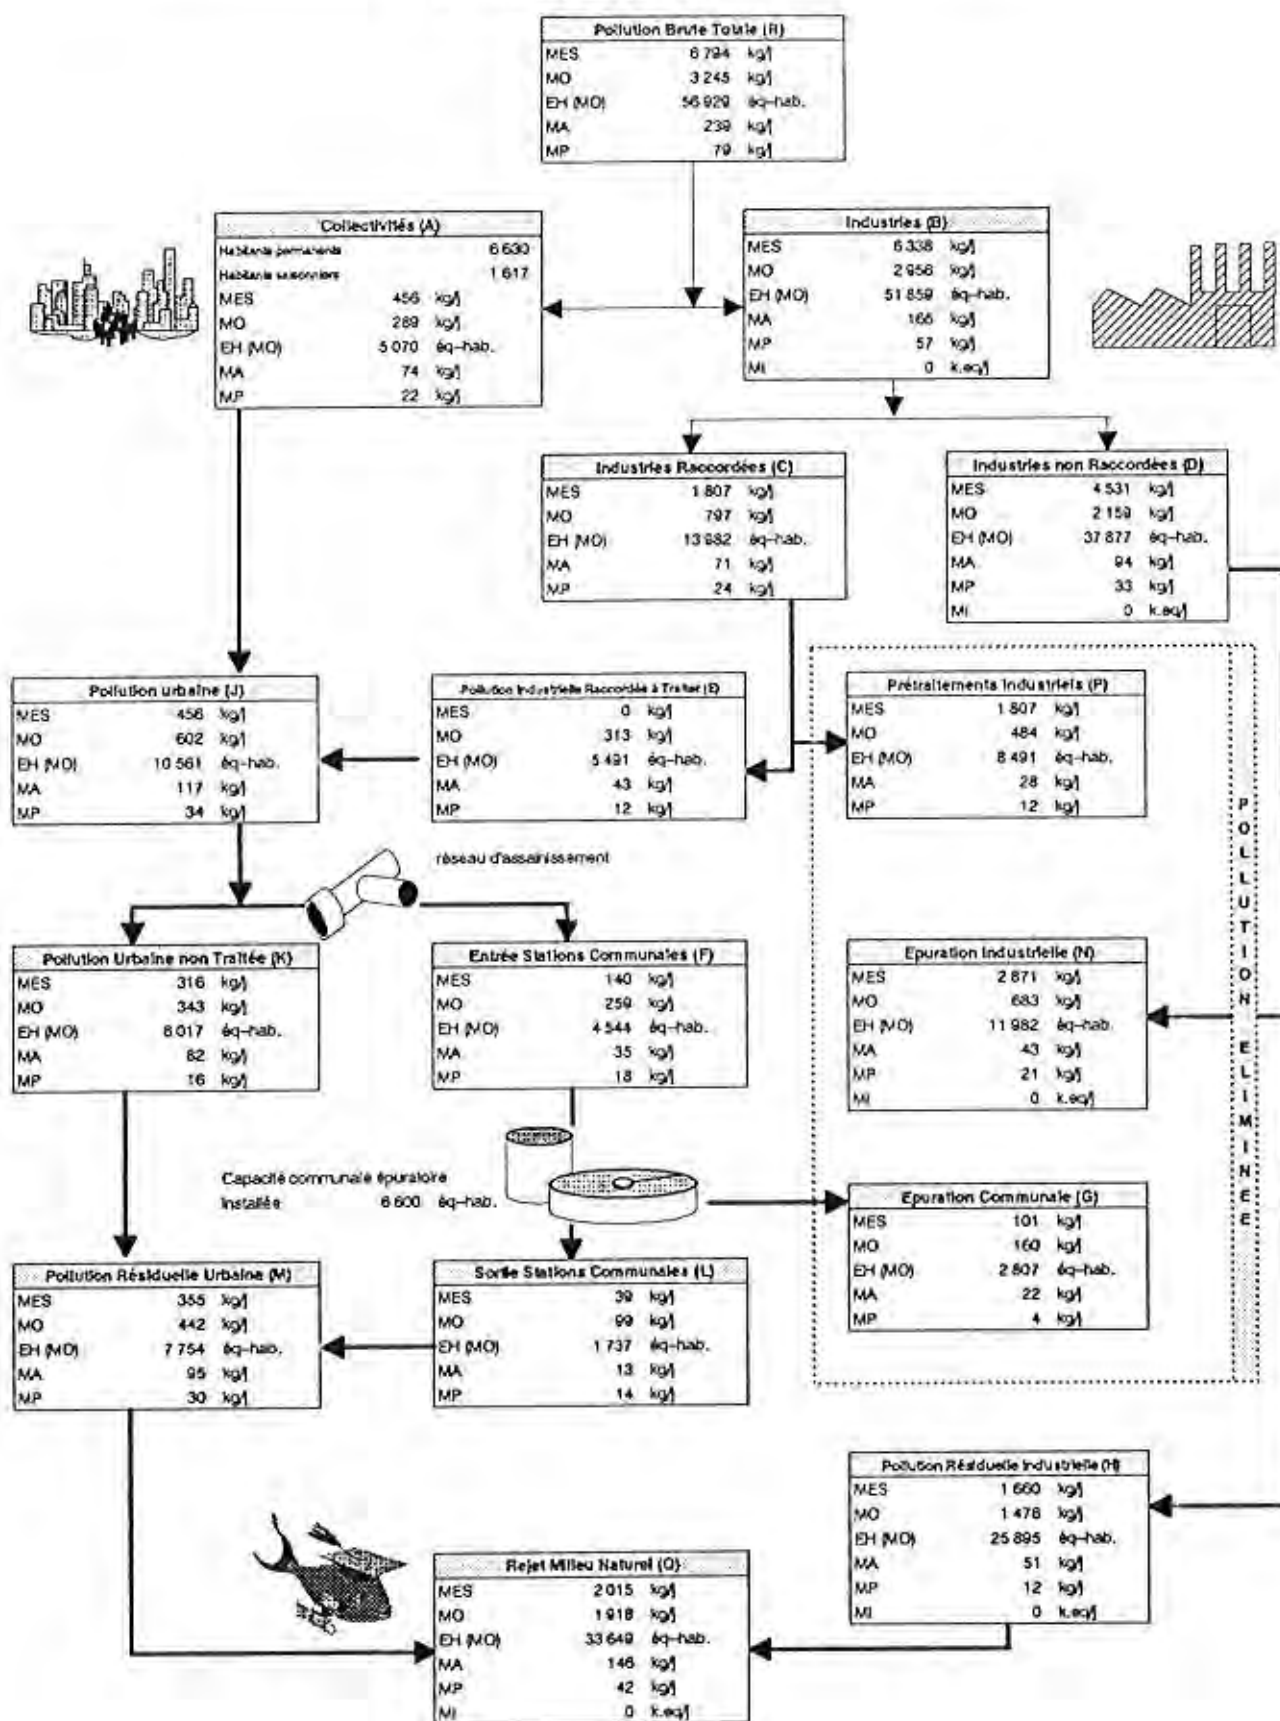 Pollution Brute Totale (R)
MES 6 794 kg/j
MO 3 245 kg/j
EH (MO) 56 929 éq-hab.
MA 239 kg/j
MP 79 kg/j
Collectivités (A)
Habitants permanents 6 630
Habitants saisonniers 1 617
MES 456 kg/j
MO 289 kg/j
EH (MO) 5 070 éq-hab.
MA 74 kg/j
MP 22 kg/j
Industries (B)
MES 6 338 kg/j
MO 2 956 kg/j
EH (MO) 51 859 éq-hab.
MA 165 kg/j
MP 57 kg/j
MI 0 k.eq/j
Industries Raccordées (C)
MES 1 807 kg/j
MO 797 kg/j
EH (MO) 13 982 éq-hab.
MA 71 kg/j
MP 24 kg/j
Industries non Raccordées (D)
MES 4 531 kg/j
MO 2 159 kg/j
EH (MO) 37 877 éq-hab.
MA 94 kg/j
MP 33 kg/j
MI 0 k.eq/j
Pollution urbaine (J)
MES 456 kg/j
MO 602 kg/j
EH (MO) 10 561 éq-hab.
MA 117 kg/j
MP 34 kg/j
Pollution Industrielle Raccordée à Traiter (E)
MES 0 kg/j
MO 313 kg/j
EH (MO) 5 491 éq-hab.
MA 43 kg/j
MP 12 kg/j
Prétraitements Industriels (P)
MES 1 807 kg/j
MO 484 kg/j
EH (MO) 8 491 éq-hab.
MA 28 kg/j
MP 12 kg/j
POLLUTION ELIMINEE
réseau d'assainissement
Pollution Urbaine non Traitée (K)
MES 316 kg/j
MO 343 kg/j
EH (MO) 6 017 éq-hab.
MA 82 kg/j
MP 16 kg/j
Entrée Stations Communales (F)
MES 140 kg/j
MO 259 kg/j
EH (MO) 4 544 éq-hab.
MA 35 kg/j
MP 18 kg/j
Epuration Industrielle (N)
MES 2 871 kg/j
MO 683 kg/j
EH (MO) 11 982 éq-hab.
MA 43 kg/j
MP 21 kg/j
MI 0 k.eq/j
Capacité communale épuratoire
installée 6 600 éq-hab.
Epuration Communale (G)
MES 101 kg/j
MO 160 kg/j
EH (MO) 2 807 éq-hab.
MA 22 kg/j
MP 4 kg/j
Pollution Résiduelle Urbaine (M)
MES 355 kg/j
MO 442 kg/j
EH (MO) 7 754 éq-hab.
MA 95 kg/j
MP 30 kg/j
Sortie Stations Communales (L)
MES 39 kg/j
MO 99 kg/j
EH (MO) 1 737 éq-hab.
MA 13 kg/j
MP 14 kg/j
Pollution Résiduelle Industrielle (H)
MES 1 660 kg/j
MO 1 476 kg/j
EH (MO) 25 895 éq-hab.
MA 51 kg/j
MP 12 kg/j
MI 0 k.eq/j
Rejet Milieu Naturel (O)
MES 2 015 kg/j
MO 1 918 kg/j
EH (MO) 33 649 éq-hab.
MA 146 kg/j
MP 42 kg/j
MI 0 k.eq/j